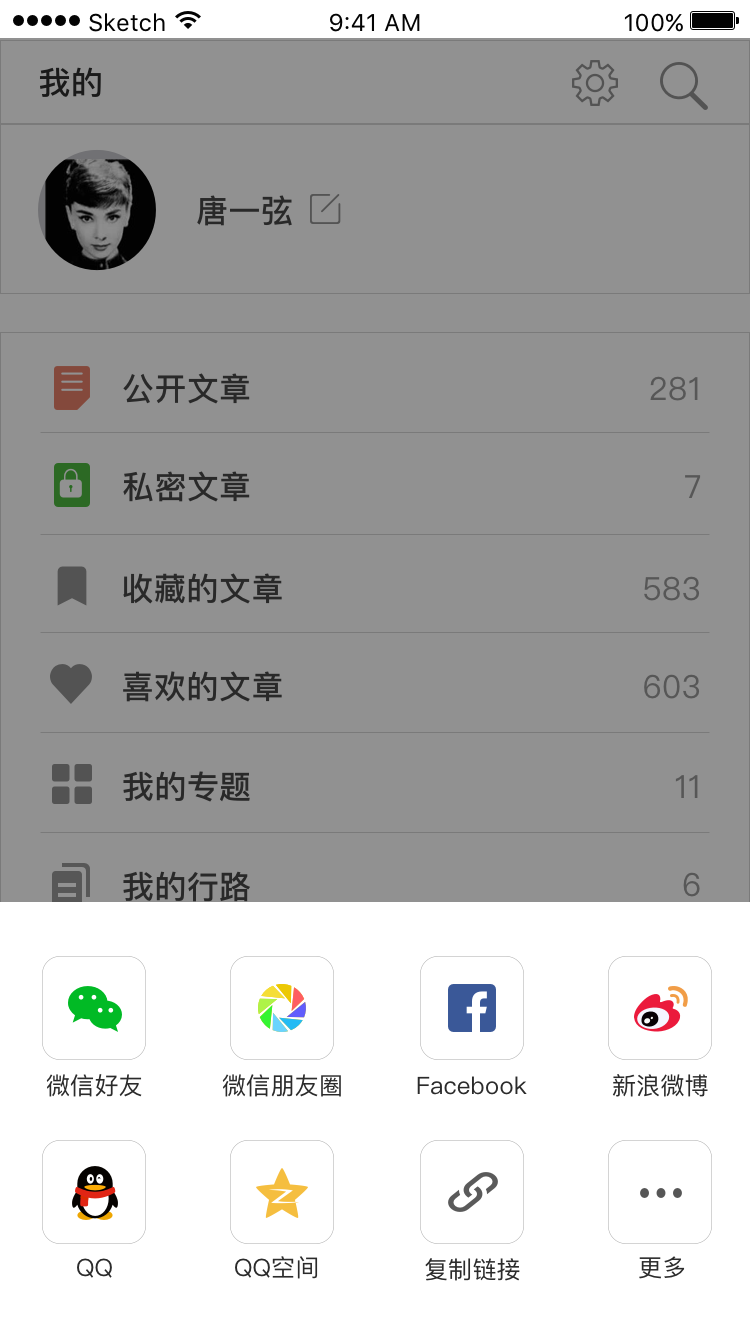 Sketch 9:41 AM 100%
我的
唐一弦
公开文章 281
私密文章 7
收藏的文章 583
喜欢的文章 603
我的专题 11
我的行路 6
微信好友 微信朋友圈 Facebook 新浪微博
QQ QQ空间 复制链接 更多